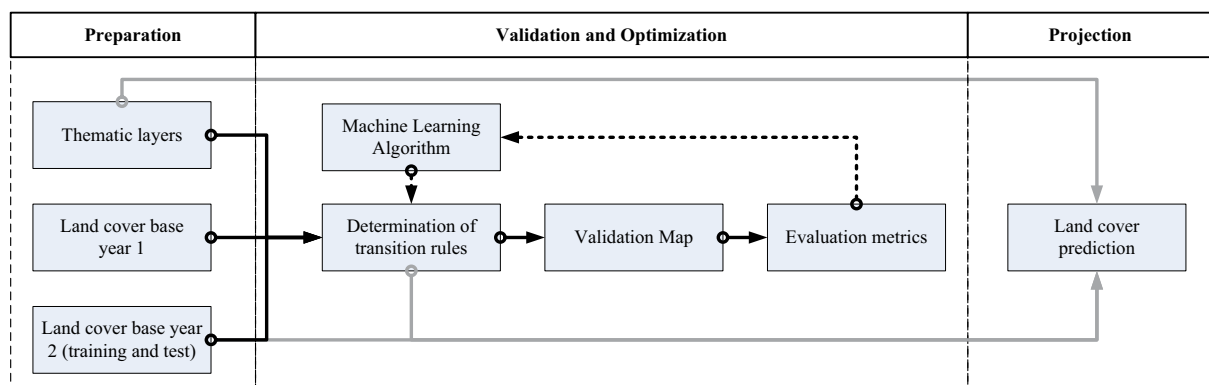 Preparation
Validation and Optimization
Projection
Thematic layers
Machine Learning
Algorithm
Land cover base
year 1
Determination of
transition rules
Validation Map
Evaluation metrics
Land cover
prediction
Land cover base year
2 (training and test)